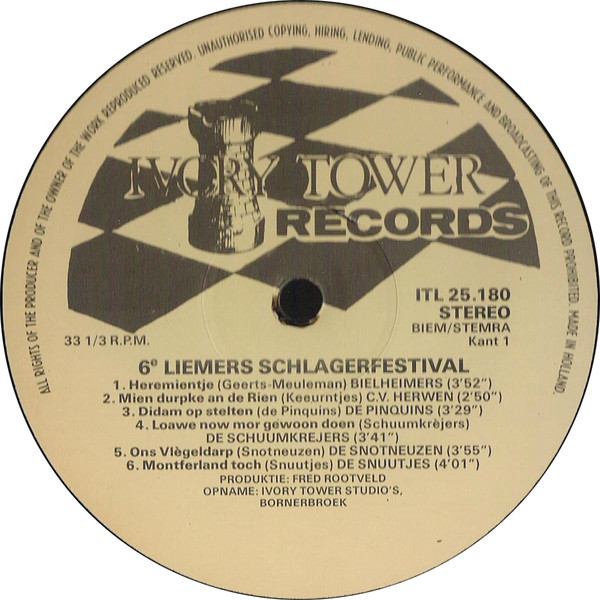 ALL RIGHTS OF THE PRODUCER AND OF THE OWNER OF THE WORK REPRODUCED RESERVED. UNAUTHORISED COPYING, HIRING, LENDING, PUBLIC PERFORMANCE AND BROADCASTING OF THIS RECORD PROHIBITED. MADE IN HOLLAND.
IVORY TOWER
RECORDS
ITL 25.180
STEREO
BIEM/STEMRA
33 1/3 R.P.M.
Kant 1
6e LIEMERS SCHLAGERFESTIVAL
1. Heremientje (Geerts-Meuleman) BIELHEIMERS (3'52")
2. Mien durpke an de Rien (Keeurntjes) C.V. HERWEN (2'50")
3. Didam op stelten (de Pinquins) DE PINQUINS (3'29")
4. Loawe now mor gewoon doen (Schuumkrèjers)
DE SCHUUMKREJERS (3'41")
5. Ons Vlègeldarp (Snotneuzen) DE SNOTNEUZEN (3'55")
6. Montferland toch (Snuutjes) DE SNUUTJES (4'01")
PRODUKTIE: FRED ROOTVELD
OPNAME: IVORY TOWER STUDIO'S,
BORNERBROEK